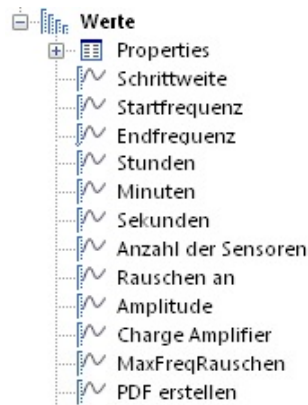 Werte
Properties
Schrittweite
Startfrequenz
Endfrequenz
Stunden
Minuten
Sekunden
Anzahl der Sensoren
Rauschen an
Amplitude
Charge Amplifier
MaxFreqRauschen
PDF erstellen